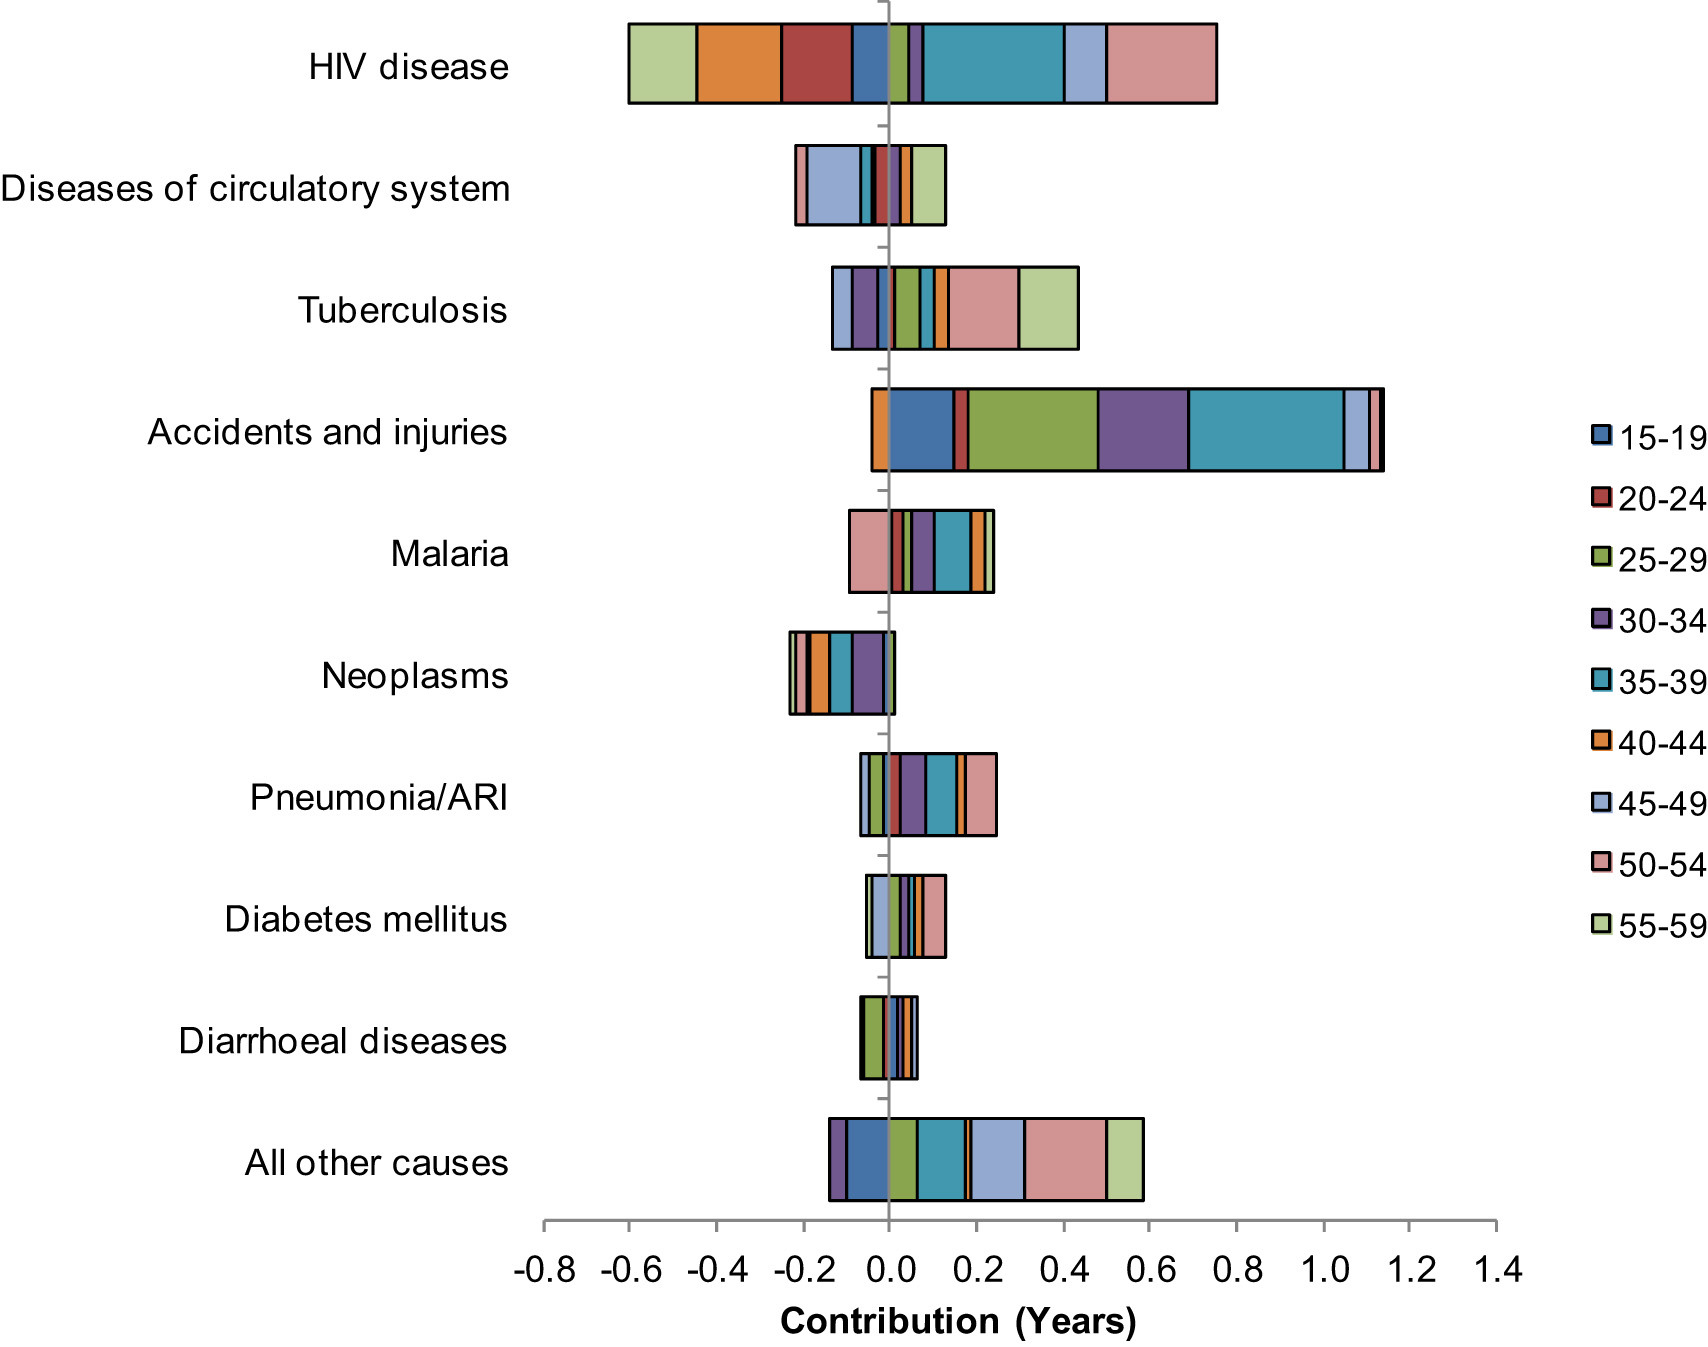 HIV disease
Diseases of circulatory system
Tuberculosis
Accidents and injuries
Malaria
Neoplasms
Pneumonia/ARI
Diabetes mellitus
Diarrhoeal diseases
All other causes
15-19
20-24
25-29
30-34
35-39
40-44
45-49
50-54
55-59
-0.8 -0.6 -0.4 -0.2 0.0 0.2 0.4 0.6 0.8 1.0 1.2 1.4
Contribution (Years)